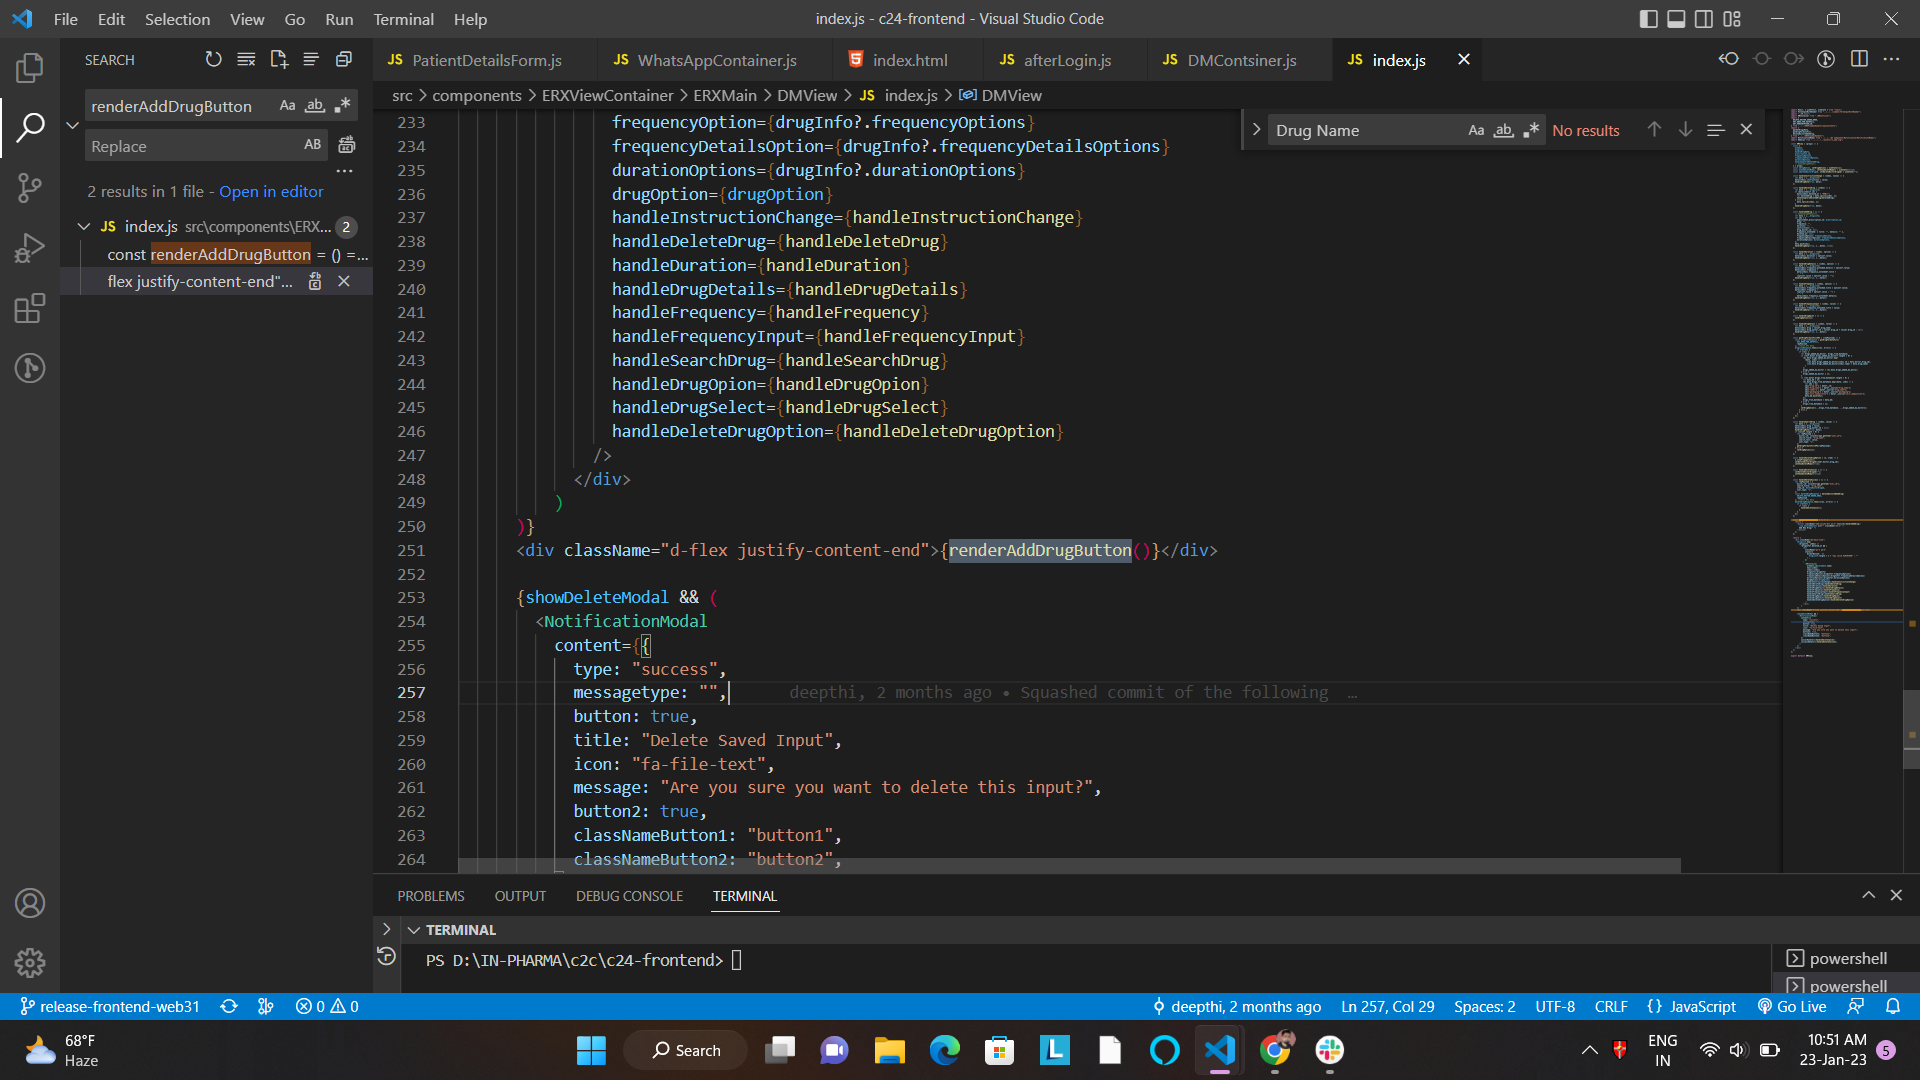 File Edit Selection View Go Run Terminal Help
index.js - c24-frontend - Visual Studio Code
SEARCH
renderAddDrugButton Aa ab
Replace AB
2 results in 1 file - Open in editor
JS index.js src\components\ERX... 2
const renderAddDrugButton = () =...
flex justify-content-end"...
JS PatientDetailsForm.js JS WhatsAppContainer.js index.html JS afterLogin.js JS DMContsiner.js JS index.js
src > components > ERXViewContainer > ERXMain > DMView > JS index.js > DMView
Drug Name Aa ab No results
233 frequencyOption={drugInfo?.frequencyOptions}
234 frequencyDetailsOption={drugInfo?.frequencyDetailsOptions}
235 durationOptions={drugInfo?.durationOptions}
236 drugOption={drugOption}
237 handleInstructionChange={handleInstructionChange}
238 handleDeleteDrug={handleDeleteDrug}
239 handleDuration={handleDuration}
240 handleDrugDetails={handleDrugDetails}
241 handleFrequency={handleFrequency}
242 handleFrequencyInput={handleFrequencyInput}
243 handleSearchDrug={handleSearchDrug}
244 handleDrugOpion={handleDrugOpion}
245 handleDrugSelect={handleDrugSelect}
246 handleDeleteDrugOption={handleDeleteDrugOption}
247 />
248 </div>
249 )
250 )}
251 <div className="d-flex justify-content-end">{renderAddDrugButton()}</div>
252
253 {showDeleteModal && (
254 <NotificationModal
255 content={{
256 type: "success",
257 messagetype: "", deepthi, 2 months ago • Squashed commit of the following …
258 button: true,
259 title: "Delete Saved Input",
260 icon: "fa-file-text",
261 message: "Are you sure you want to delete this input?",
262 button2: true,
263 classNameButton1: "button1",
264 classNameButton2: "button2",
PROBLEMS OUTPUT DEBUG CONSOLE TERMINAL
TERMINAL
PS D:\IN-PHARMA\c2c\c24-frontend>
powershell
powershell
release-frontend-web31 0 0 deepthi, 2 months ago Ln 257, Col 29 Spaces: 2 UTF-8 CRLF {} JavaScript Go Live
68°F
Haze
Search
ENG
IN
10:51 AM
23-Jan-23
5